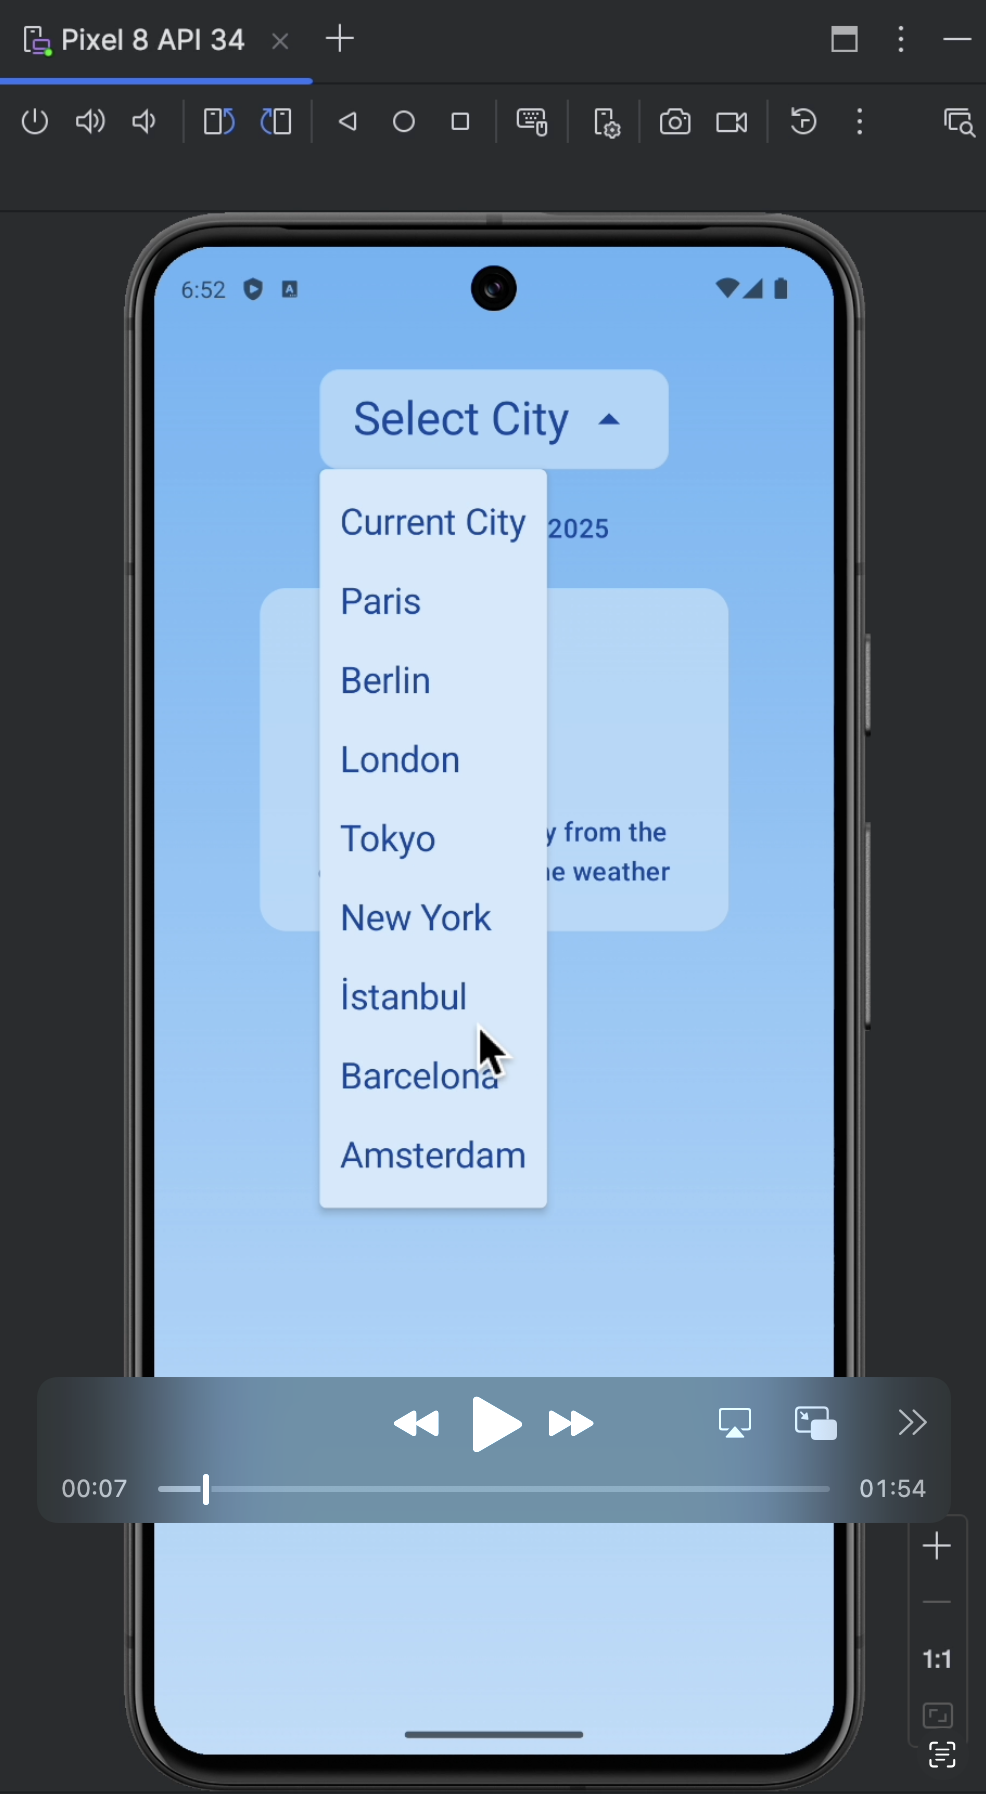 Pixel 8 API 34
6:52
Select City
Current City
2025
Paris
Berlin
London
Tokyo
from the
weather
New York
İstanbul
Barcelona
Amsterdam
00:07
01:54
1:1